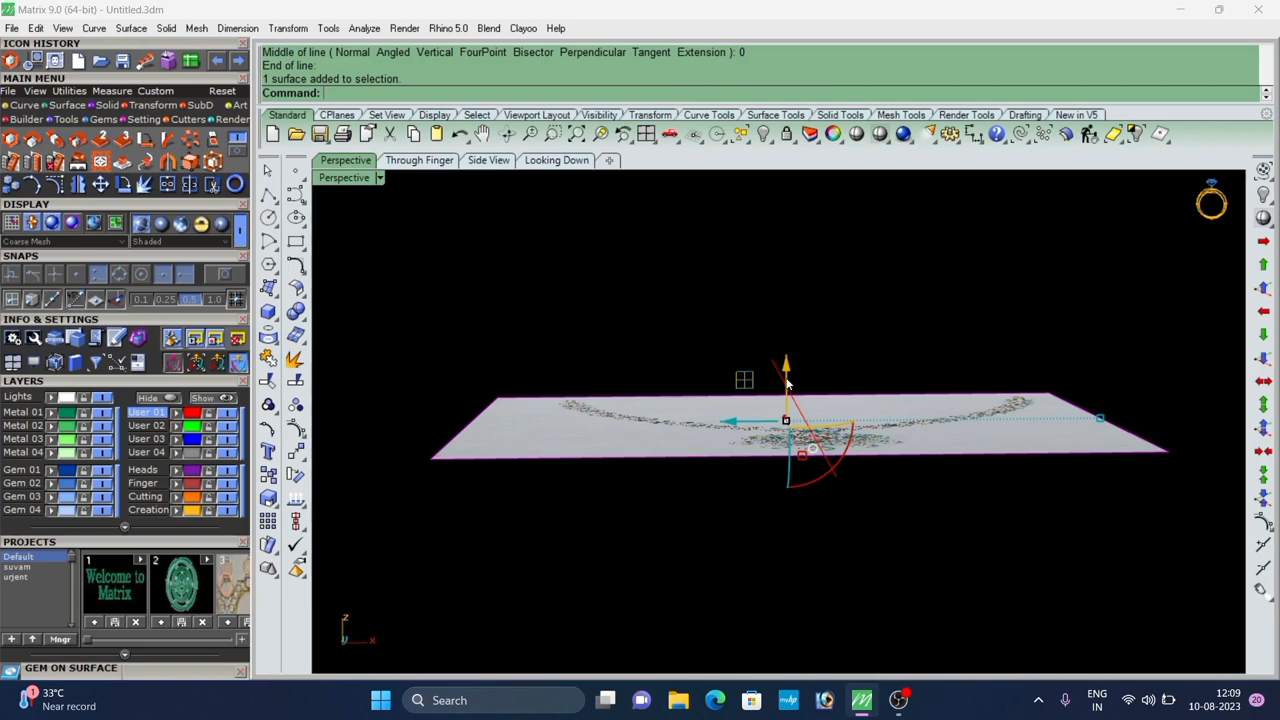 Matrix 9.0 (64-bit) - Untitled.3dm
File Edit View Curve Surface Solid Mesh Dimension Transform Tools Analyze Render Rhino 5.0 Blend Clayoo Help
ICON HISTORY
MAIN MENU
File View Utilities Measure Custom Reset
Curve Surface Solid Transform SubD Art
Builder Tools Gems Setting Cutters Render
DISPLAY
Coarse Mesh Shaded
SNAPS
0.1 0.25 0.5 1.0
INFO & SETTINGS
LAYERS
Lights Hide Show
Metal 01 User 01
Metal 02 User 02
Metal 03 User 03
Metal 04 User 04
Gem 01 Heads
Gem 02 Finger
Gem 03 Cutting
Gem 04 Creation
PROJECTS
Default
suvam
urjent
1 2 3
Welcome to
Matrix
Mngr
GEM ON SURFACE
Middle of line ( Normal Angled Vertical FourPoint Bisector Perpendicular Tangent Extension ): 0
End of line:
1 surface added to selection.
Command:
Standard CPlanes Set View Display Select Viewport Layout Visibility Transform Curve Tools Surface Tools Solid Tools Mesh Tools Render Tools Drafting New in V5
Perspective Through Finger Side View Looking Down
Perspective
z
y x
1
33°C
Near record
Search
hp
ENG
IN
12:09
10-08-2023
20